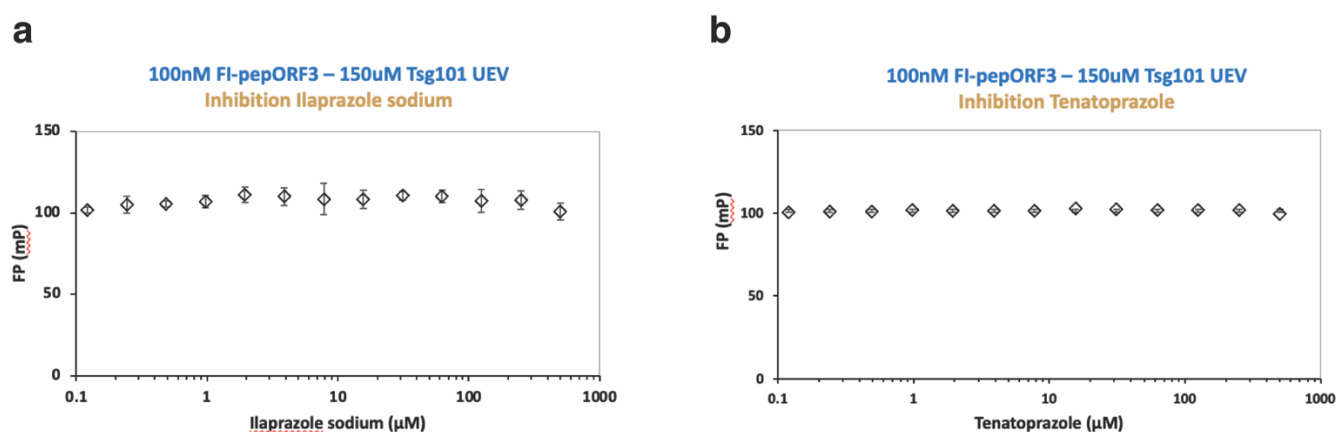 a
100nM Fl-pepORF3 – 150uM Tsg101 UEV
Inhibition Ilaprazole sodium
150
100
50
0
FP (mP)
0.1 1 10 100 1000
Ilaprazole sodium (μM)
b
100nM Fl-pepORF3 – 150uM Tsg101 UEV
Inhibition Tenatoprazole
150
100
50
0
FP (mP)
0.1 1 10 100 1000
Tenatoprazole (μM)